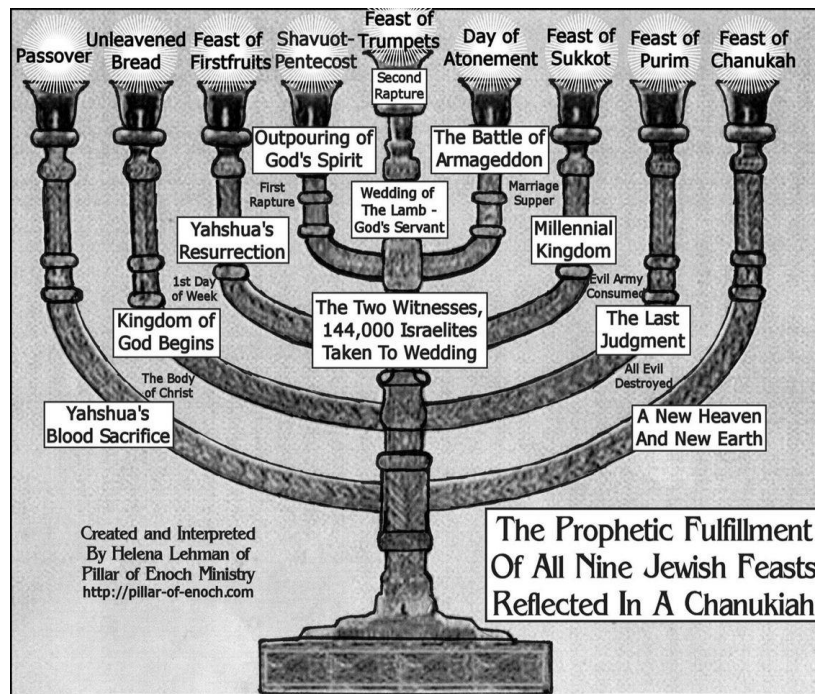 Passover
Unleavened
Bread
Feast of
Firstfruits
Shavuot-
Pentecost
Feast of
Trumpets
Day of
Atonement
Feast of
Sukkot
Feast of
Purim
Feast of
Chanukah
Second
Rapture
Outpouring of
God's Spirit
The Battle of
Armageddon
First
Rapture
Wedding of
The Lamb -
God's Servant
Marriage
Supper
Yahshua's
Resurrection
Millennial
Kingdom
1st Day
of Week
Evil Army
Consumed
Kingdom of
God Begins
The Two Witnesses,
144,000 Israelites
Taken To Wedding
The Last
Judgment
The Body
of Christ
All Evil
Destroyed
Yahshua's
Blood Sacrifice
A New Heaven
And New Earth
Created and Interpreted
By Helena Lehman of
Pillar of Enoch Ministry
http://pillar-of-enoch.com
The Prophetic Fulfillment
Of All Nine Jewish Feasts
Reflected In A Chanukiah